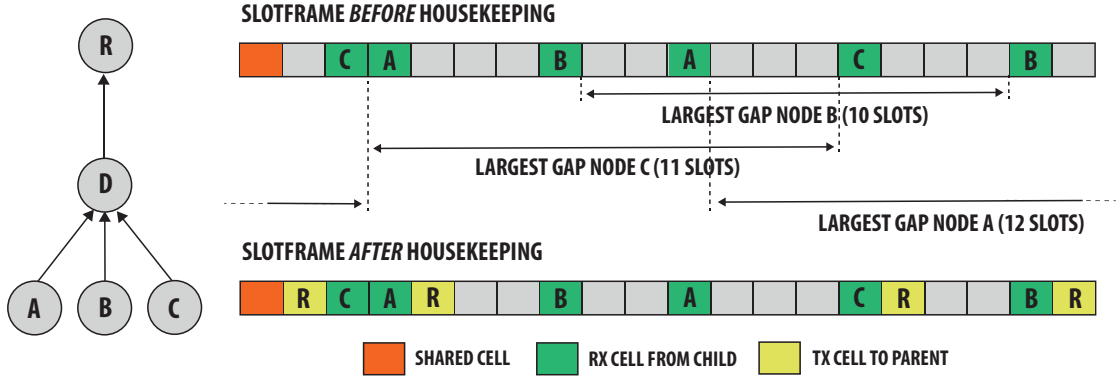 SLOTFRAME BEFORE HOUSEKEEPING
R
C A B A C B
LARGEST GAP NODE B (10 SLOTS)
LARGEST GAP NODE C (11 SLOTS)
D
LARGEST GAP NODE A (12 SLOTS)
SLOTFRAME AFTER HOUSEKEEPING
A B C
R C A R B A C R B R
SHARED CELL RX CELL FROM CHILD TX CELL TO PARENT